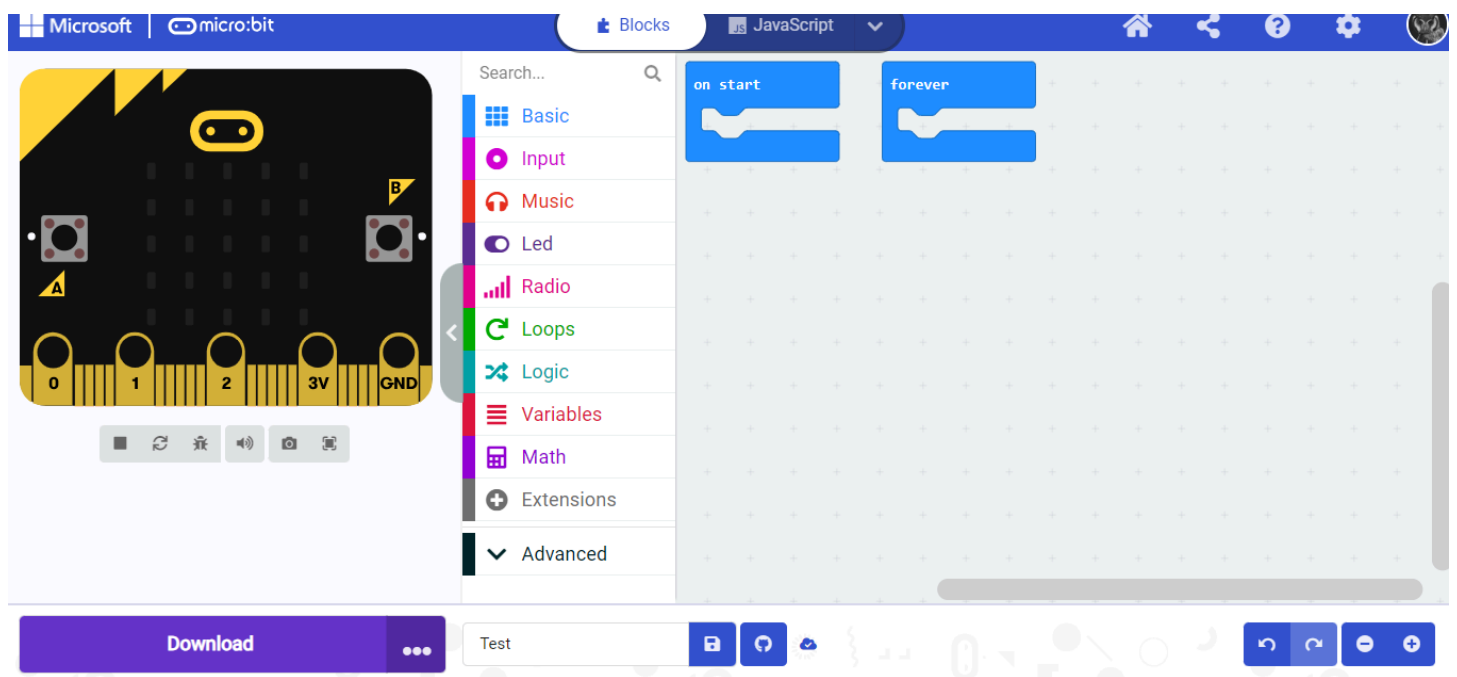 Microsoft micro:bit Blocks JS JavaScript
Search...
Basic
Input
Music
Led
Radio
Loops
Logic
Variables
Math
Extensions
Advanced
on start
forever
B
A
0 1 2 3V GND
Download
Test